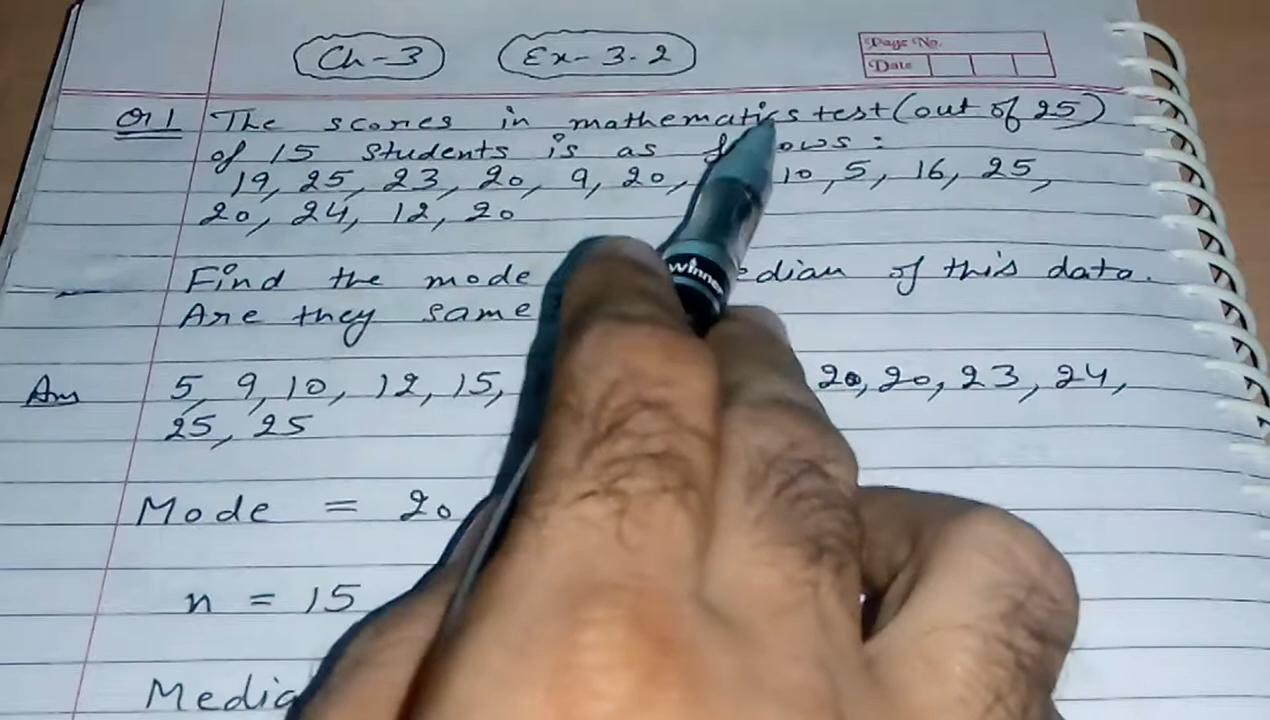 Ch-3 Ex-3.2
Page No.
Date
Q1 The scores in mathematics test (out of 25)
of 15 students is as ows:
19, 25, 23, 20, 9, 20, 10, 5, 16, 25,
20, 24, 12, 20
Find the mode edian of this data.
Are they same
Ans 5, 9, 10, 12, 15, 20, 20, 23, 24,
25, 25
Mode = 20
n = 15
Media
winner